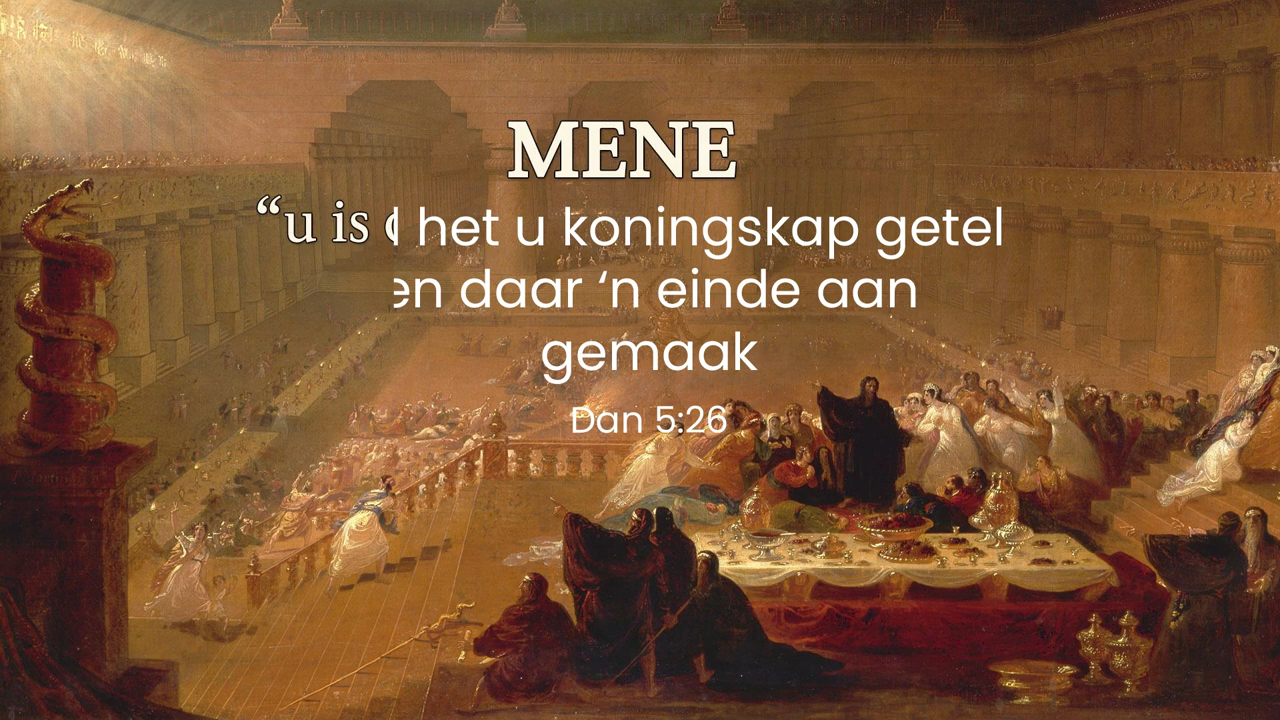 MENE
“u is het u koningskap getel
en daar ‘n einde aan
gemaak
Dan 5:26